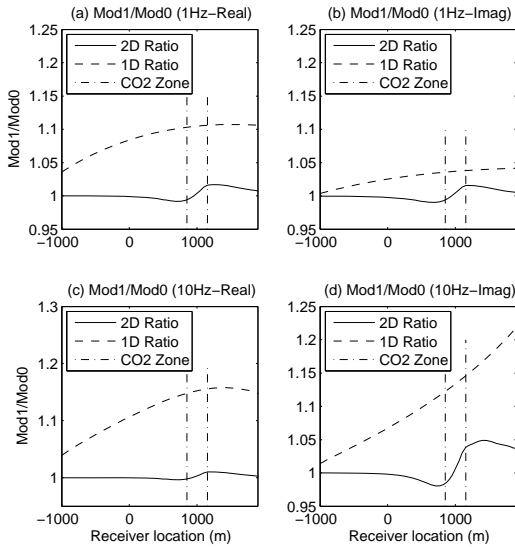 (a) Mod1/Mod0 (1Hz−Real)
1.25
1.2
1.15
1.1
1.05
1
0.95
Mod1/Mod0
2D Ratio
1D Ratio
CO2 Zone
−1000
0
1000
(b) Mod1/Mod0 (1Hz−Imag)
1.25
1.2
1.15
1.1
1.05
1
0.95
2D Ratio
1D Ratio
CO2 Zone
−1000
0
1000
(c) Mod1/Mod0 (10Hz−Real)
1.3
1.2
1.1
1
Mod1/Mod0
2D Ratio
1D Ratio
CO2 Zone
−1000
0
1000
Receiver location (m)
(d) Mod1/Mod0 (10Hz−Imag)
1.25
1.2
1.15
1.1
1.05
1
0.95
2D Ratio
1D Ratio
CO2 Zone
−1000
0
1000
Receiver location (m)